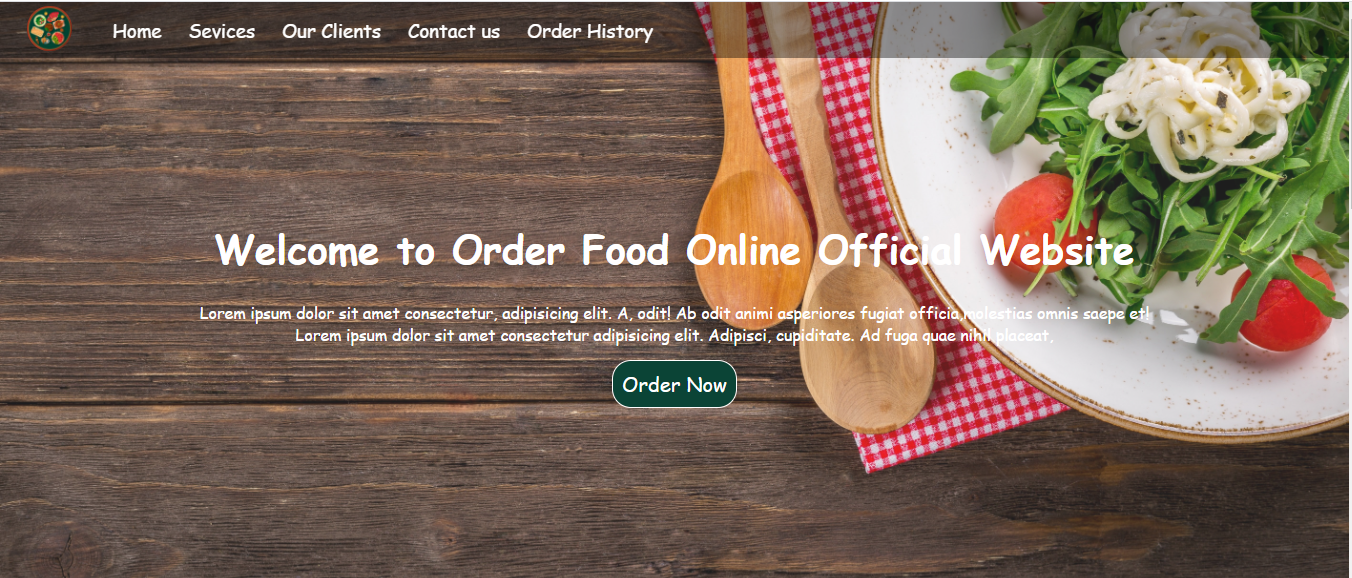 Home Sevices Our Clients Contact us Order History
Welcome to Order Food Online Official Website
Lorem ipsum dolor sit amet consectetur, adipisicing elit. A, odit! Ab odit animi asperiores fugiat officia,molestias omnis saepe et!
Lorem ipsum dolor sit amet consectetur adipisicing elit. Adipisci, cupiditate. Ad fuga quae nihil placeat,
Order Now